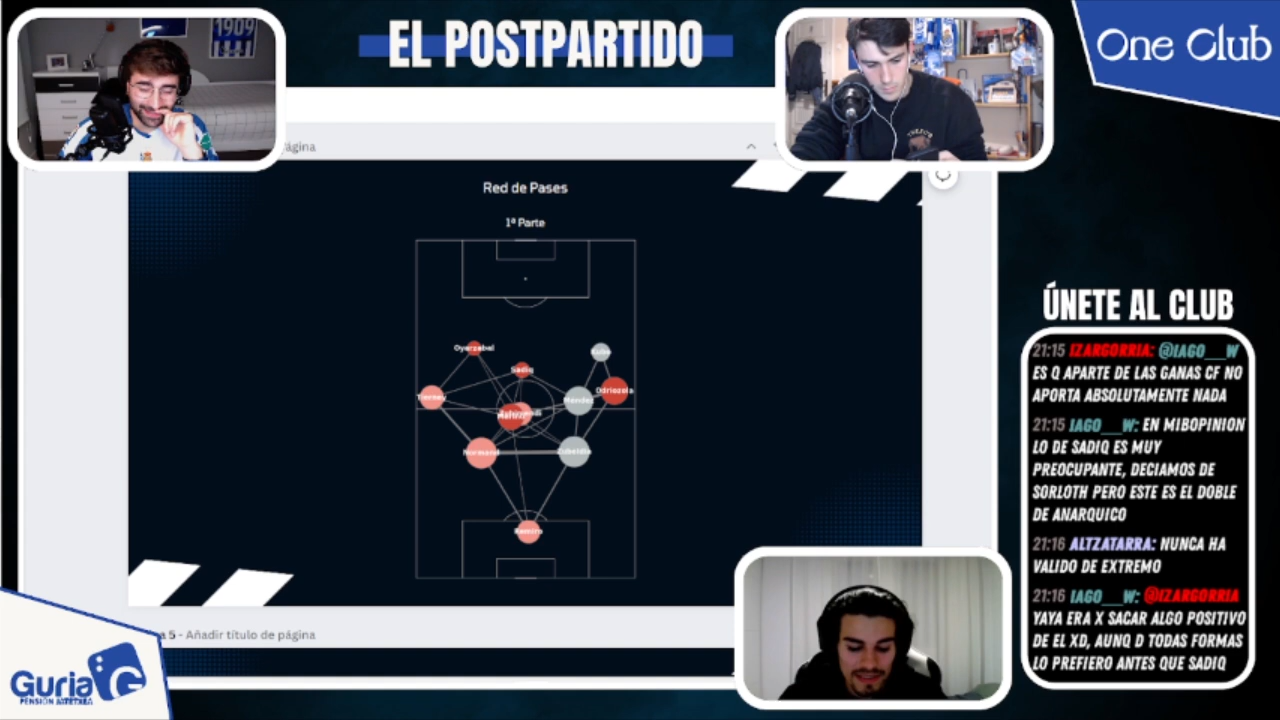 1909
EL POSTPARTIDO
One Club
ágina
Red de Pases
1ª Parte
Oyarzabal
Sadiq
Odriozola
Tierney
Mendez
Normand
Zubeldia
Remiro
5 - Añadir título de página
Guria
PENSIÓN
ÚNETE AL CLUB
21:15 IZARGORRIA: @IAGO__W
ES Q APARTE DE LAS GANAS CF NO
APORTA ABSOLUTAMENTE NADA
21:15 IAGO__W: EN MIBOPINION
LO DE SADIQ ES MUY
PREOCUPANTE, DECIAMOS DE
SORLOTH PERO ESTE ES EL DOBLE
DE ANARQUICO
21:16 ALTZATARRA: NUNCA HA
VALIDO DE EXTREMO
21:16 IAGO__W: @IZARGORRIA
YAYA ERA X SACAR ALGO POSITIVO
DE EL XD, AUNQ D TODAS FORMAS
LO PREFIERO ANTES QUE SADIQ